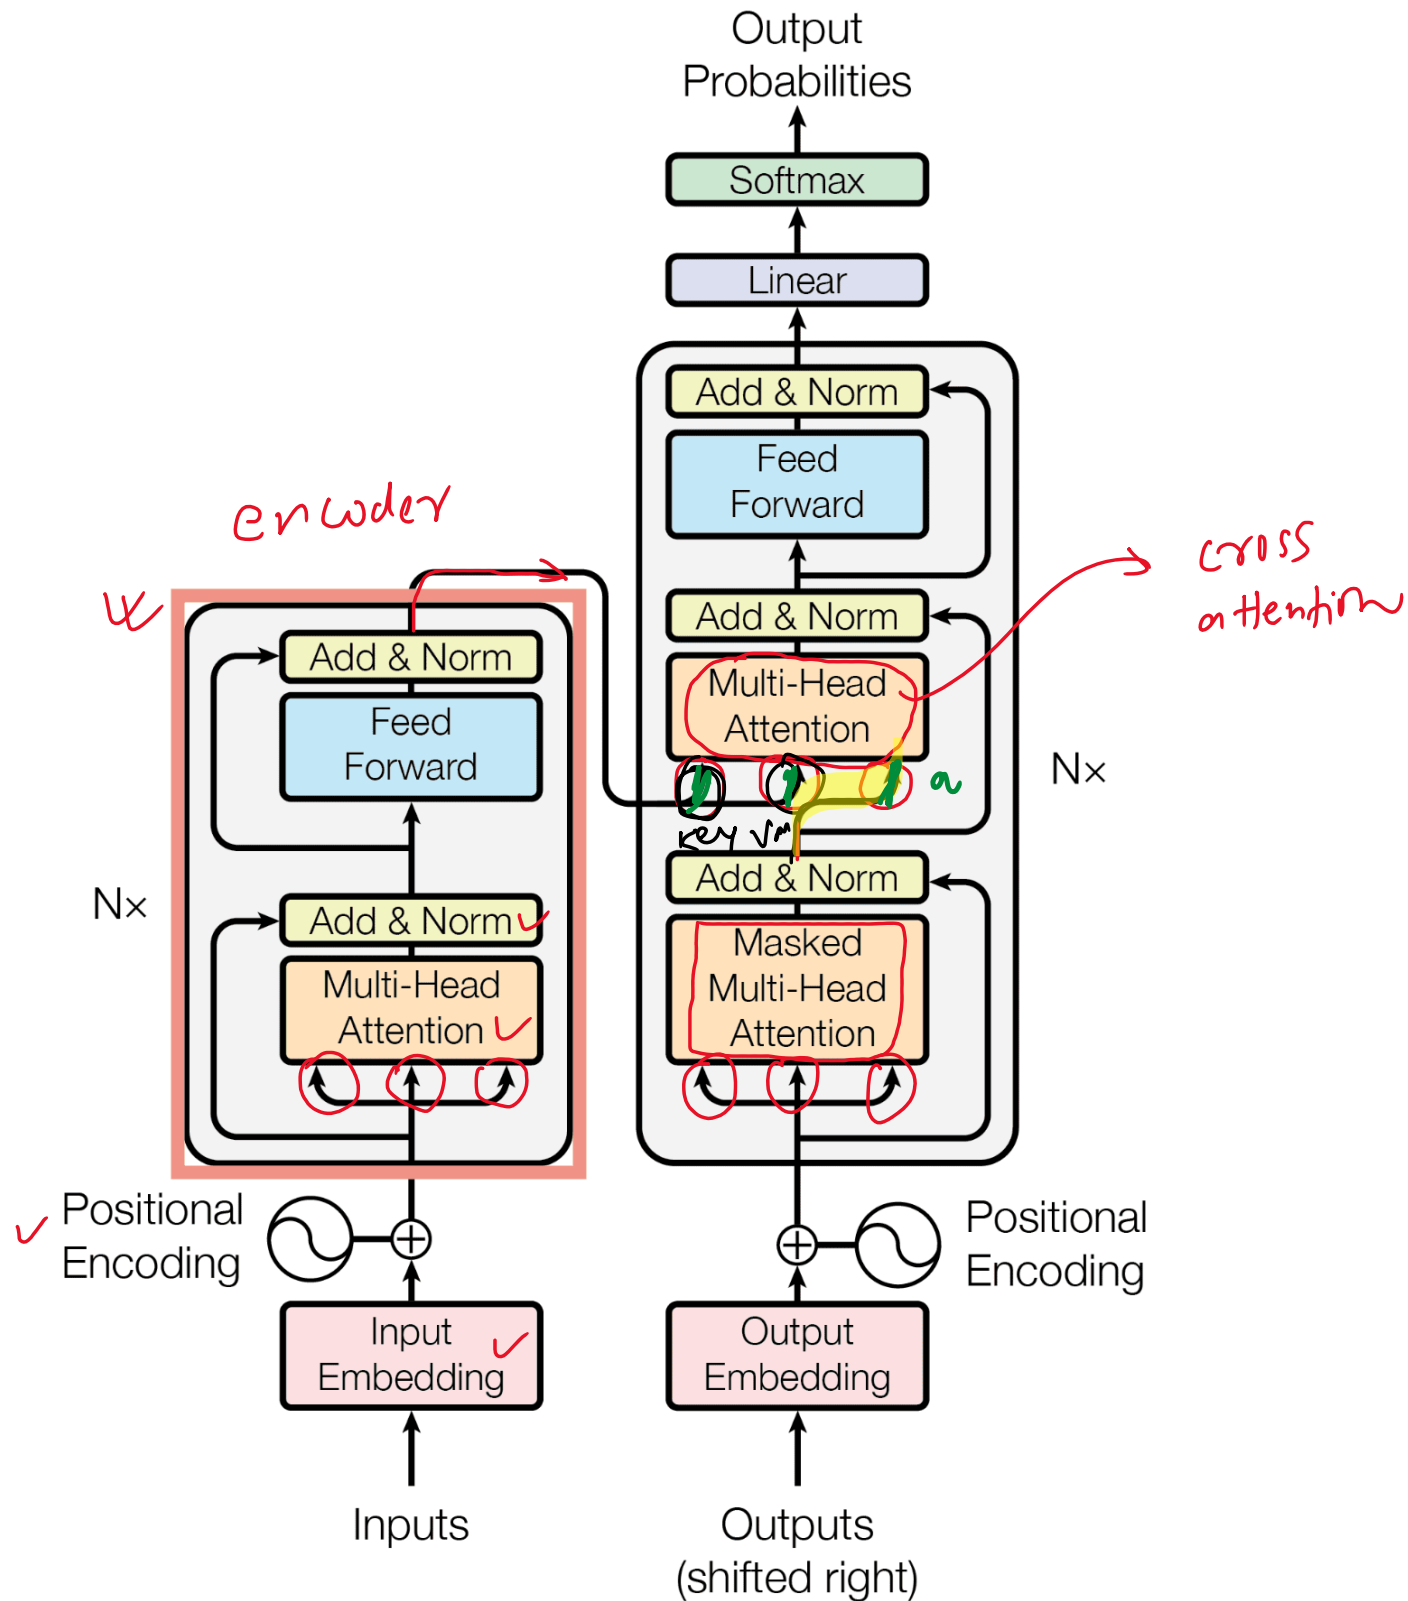 Output
Probabilities
Softmax
Linear
Add & Norm
Feed
Forward
Add & Norm
Multi-Head
Attention
key
Add & Norm
Masked
Multi-Head
Attention
Nx
cross
attention
encoder
Add & Norm
Feed
Forward
Add & Norm
Multi-Head
Attention
Nx
Positional
Encoding
Input
Embedding
Inputs
Positional
Encoding
Output
Embedding
Outputs
(shifted right)